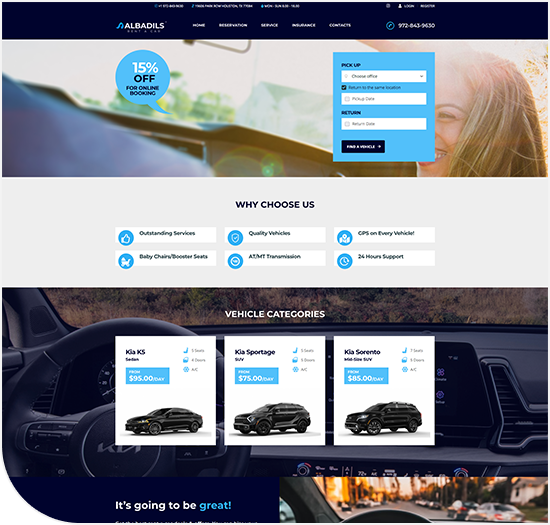 +1 972-843-9630 11606 PARK ROW HOUSTON, TX 77084 MON - SUN 8:30 - 18:30 LOGIN REGISTER
ALBADILS
RENT A CAR
HOME RESERVATION SERVICE INSURANCE CONTACTS 972-843-9630
15%
OFF
FOR ONLINE
BOOKING
PICK UP
Choose office
Return to the same location
Pickup Date
RETURN
Return Date
FIND A VEHICLE
WHY CHOOSE US
Outstanding Services Quality Vehicles GPS on Every Vehicle!
Baby Chairs/Booster Seats AT/MT Transmission 24 Hours Support
VEHICLE CATEGORIES
Kia K5
Sedan
5 Seats
4 Doors
A/C
FROM
$95.00/DAY
Kia Sportage
SUV
5 Seats
5 Doors
A/C
FROM
$75.00/DAY
Kia Sorento
Mid-Size SUV
7 Seats
5 Doors
A/C
FROM
$85.00/DAY
It's going to be great!